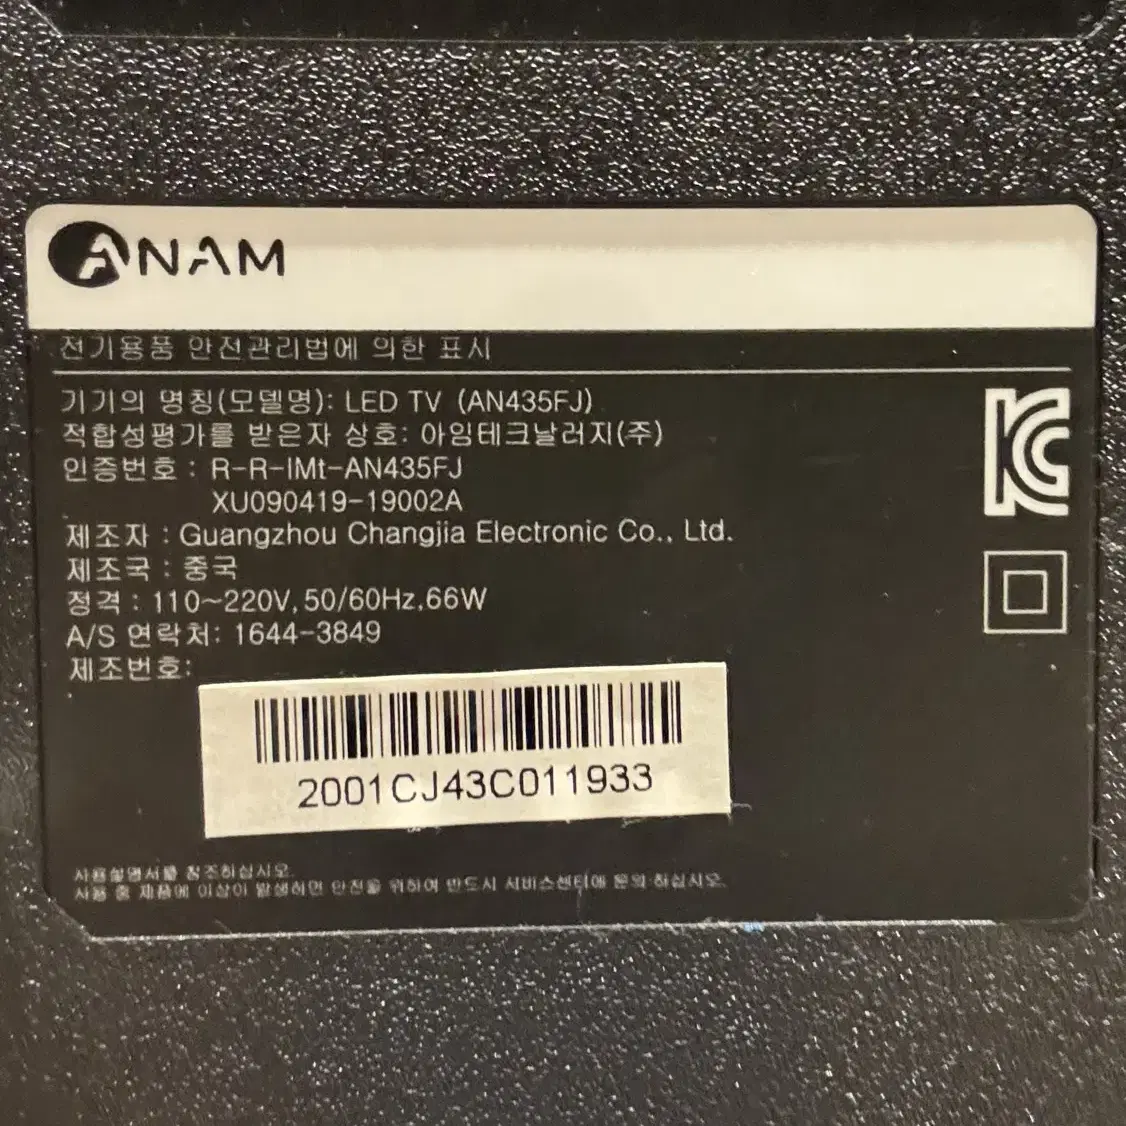 ANAM
전기용품 안전관리법에 의한 표시
기기의 명칭(모델명): LED TV (AN435FJ)
적합성평가를 받은자 상호: 아임테크날러지(주)
인증번호 : R-R-IMt-AN435FJ
XU090419-19002A
제조자 : Guangzhou Changjia Electronic Co., Ltd.
제조국 : 중국
정격 : 110~220V, 50/60Hz, 66W
A/S 연락처: 1644-3849
제조번호:
2001CJ43C011933
사용설명서를 참조하십시오.
사용 중 제품에 이상이 발생하면 안전을 위하여 반드시 서비스센터에 문의 하십시오.